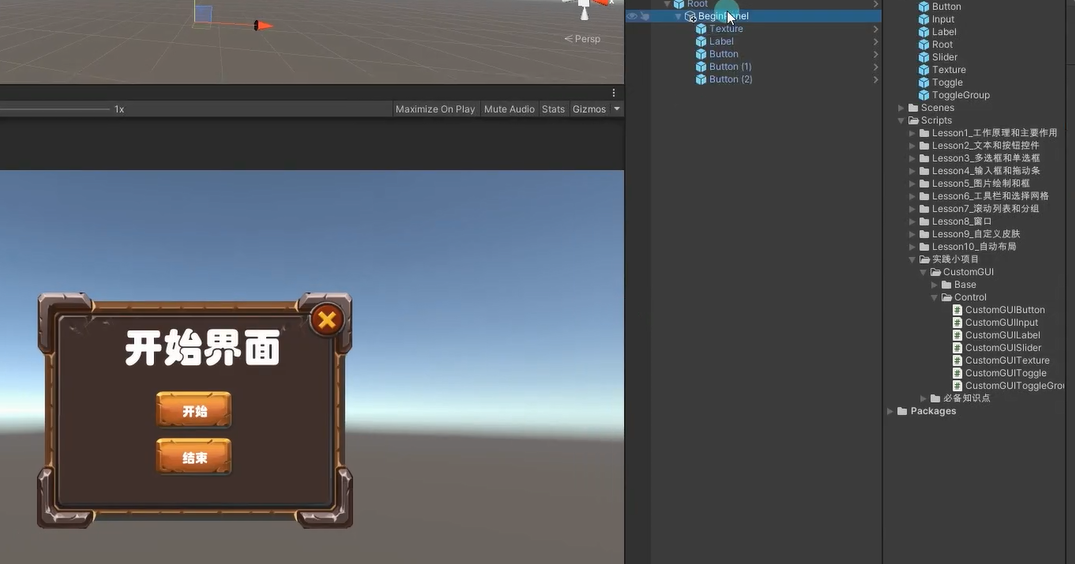 Persp
1x
Maximize On Play
Mute Audio
Stats
Gizmos
开始界面
开始
结束
Root
BeginPanel
Texture
Label
Button
Button (1)
Button (2)
Button
Input
Label
Root
Slider
Texture
Toggle
ToggleGroup
Scenes
Scripts
Lesson1_工作原理和主要作用
Lesson2_文本和按钮控件
Lesson3_多选框和单选框
Lesson4_输入框和拖动条
Lesson5_图片绘制和框
Lesson6_工具栏和选择网格
Lesson7_滚动列表和分组
Lesson8_窗口
Lesson9_自定义皮肤
Lesson10_自动布局
实践小项目
CustomGUI
Base
Control
CustomGUIButton
CustomGUIInput
CustomGUILabel
CustomGUISlider
CustomGUITexture
CustomGUIToggle
CustomGUIToggleGrou
必备知识点
Packages